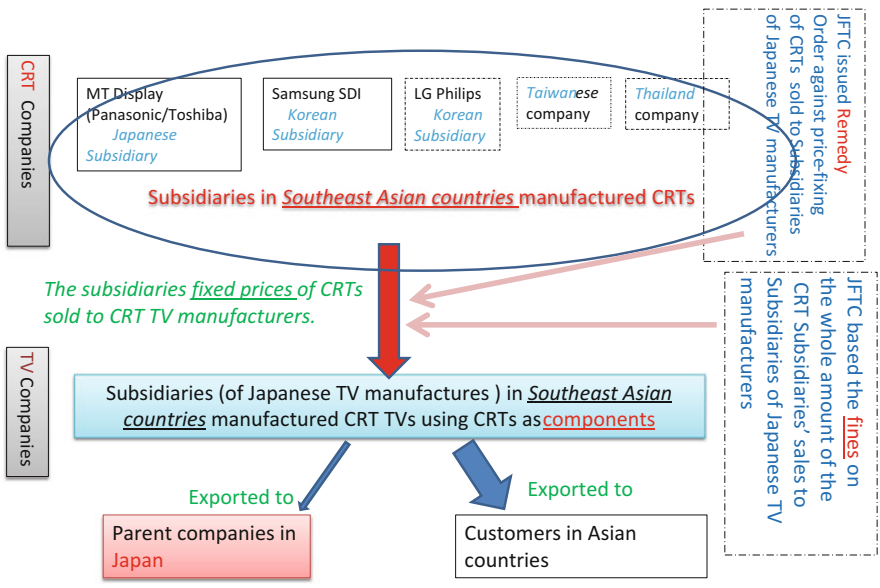 CRT Companies
MT Display
(Panasonic/Toshiba)
Japanese
Subsidiary
Samsung SDI
Korean
Subsidiary
LG Philips
Korean
Subsidiary
Taiwanese
company
Thailand
company
Subsidiaries in Southeast Asian countries manufactured CRTs
JFTC issued Remedy
Order against price-fixing
of CRTs sold to Subsidiaries
of Japanese TV manufacturers
The subsidiaries fixed prices of CRTs
sold to CRT TV manufacturers.
JFTC based the fines on
the whole amount of the
CRT Subsidiaries' sales to
Subsidiaries of Japanese TV
manufacturers
TV Companies
Subsidiaries (of Japanese TV manufactures ) in Southeast Asian
countries manufactured CRT TVs using CRTs as components
Exported to
Exported to
Parent companies in
Japan
Customers in Asian
countries